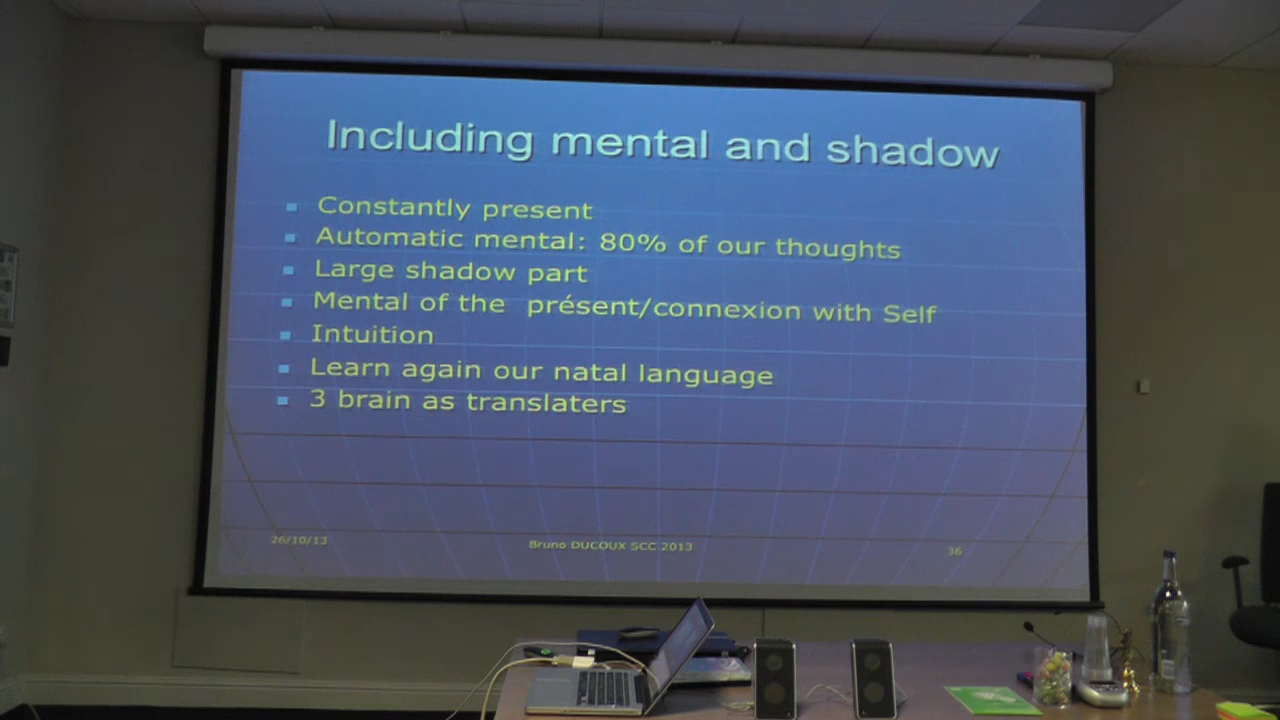 Including mental and shadow
Constantly present
Automatic mental: 80% of our thoughts
Large shadow part
Mental of the présent/connexion with Self
Intuition
Learn again our natal language
3 brain as translaters
26/10/13
Bruno DUCOUX SCC 2013
36